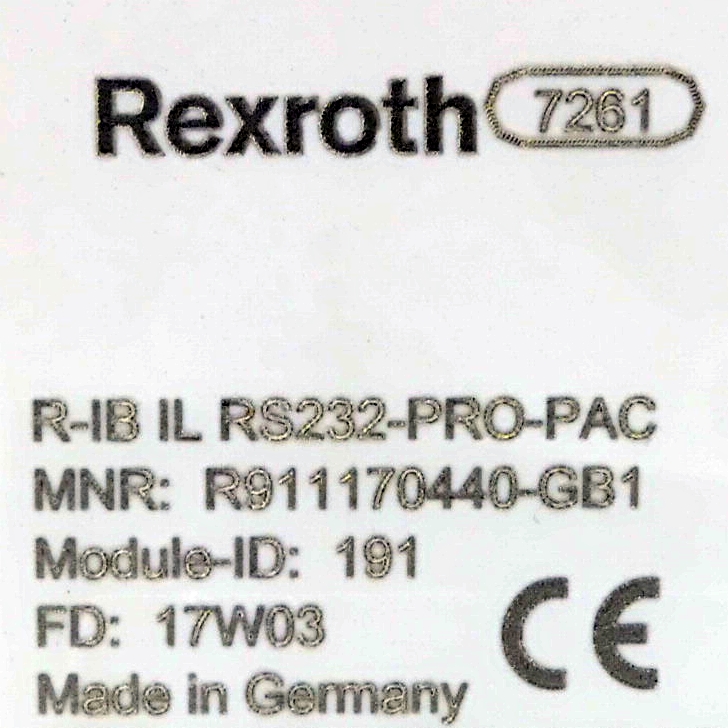 Rexroth 7261
R-IB IL RS232-PRO-PAC
MNR: R911170440-GB1
Module-ID: 191
FD: 17W03
Made in Germany
CE